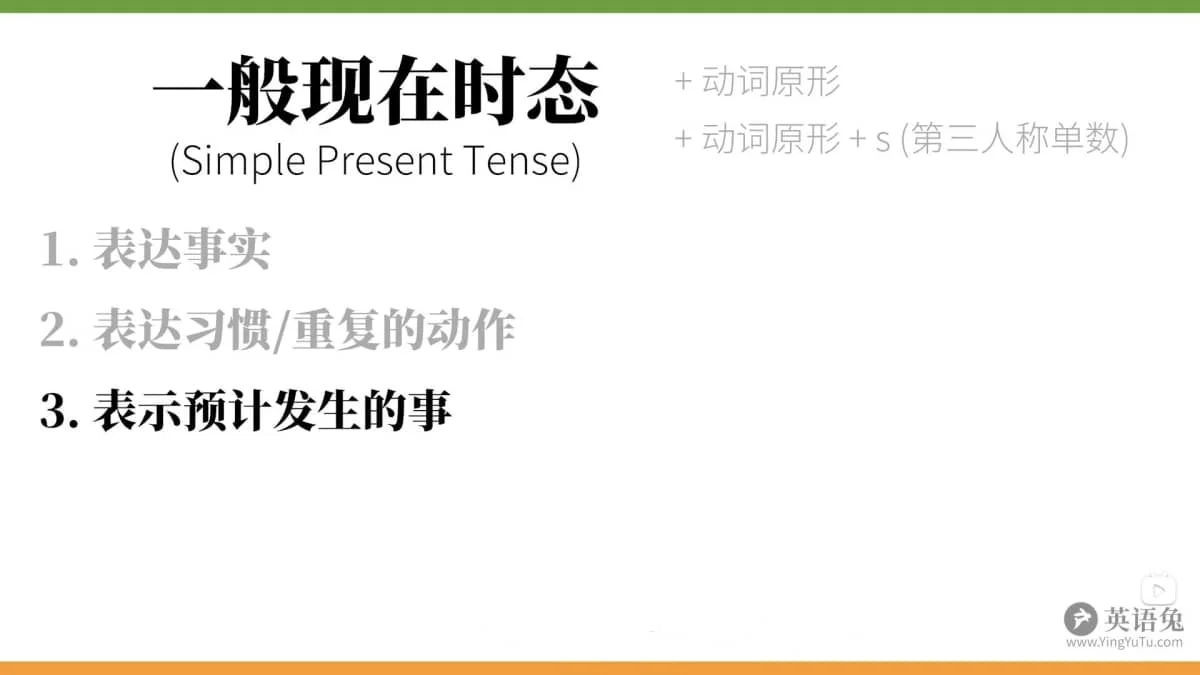 一般现在时态
(Simple Present Tense)
+ 动词原形
+ 动词原形 + s (第三人称单数)
1. 表达事实
2. 表达习惯/重复的动作
3. 表示预计发生的事
英语兔
www.YingYuTu.com